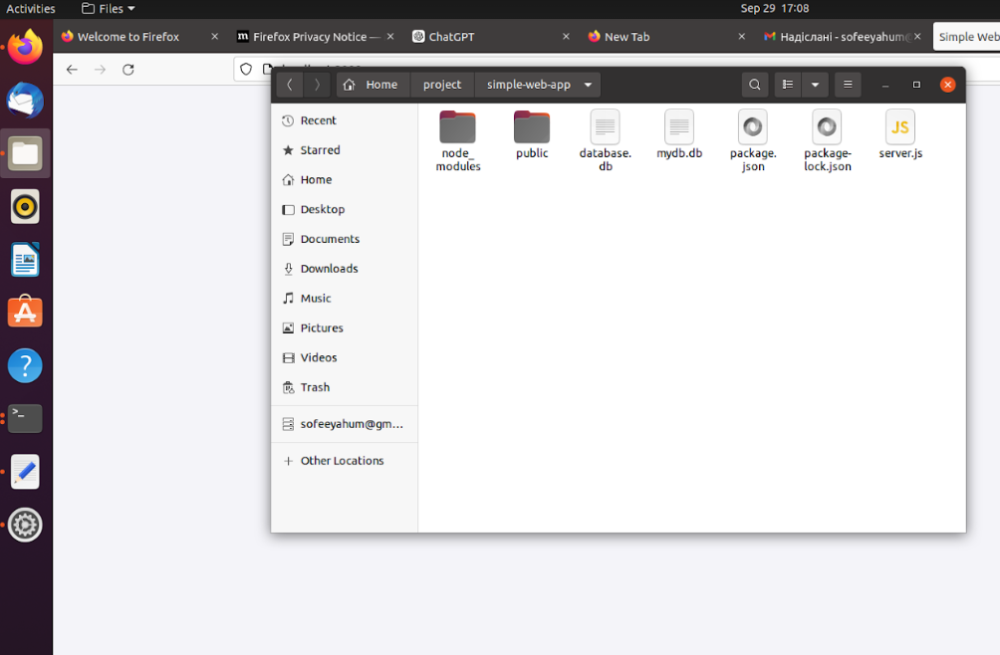 Activities
Files
Sep 29 17:08
Welcome to Firefox
Firefox Privacy Notice —
ChatGPT
New Tab
Надіслані - sofeeyahum@
Simple Web
Home
project
simple-web-app
Recent
Starred
Home
Desktop
Documents
Downloads
Music
Pictures
Videos
Trash
sofeeyahum@gm…
Other Locations
node_
modules
public
database.
db
mydb.db
package.
json
package-
lock.json
JS
server.js